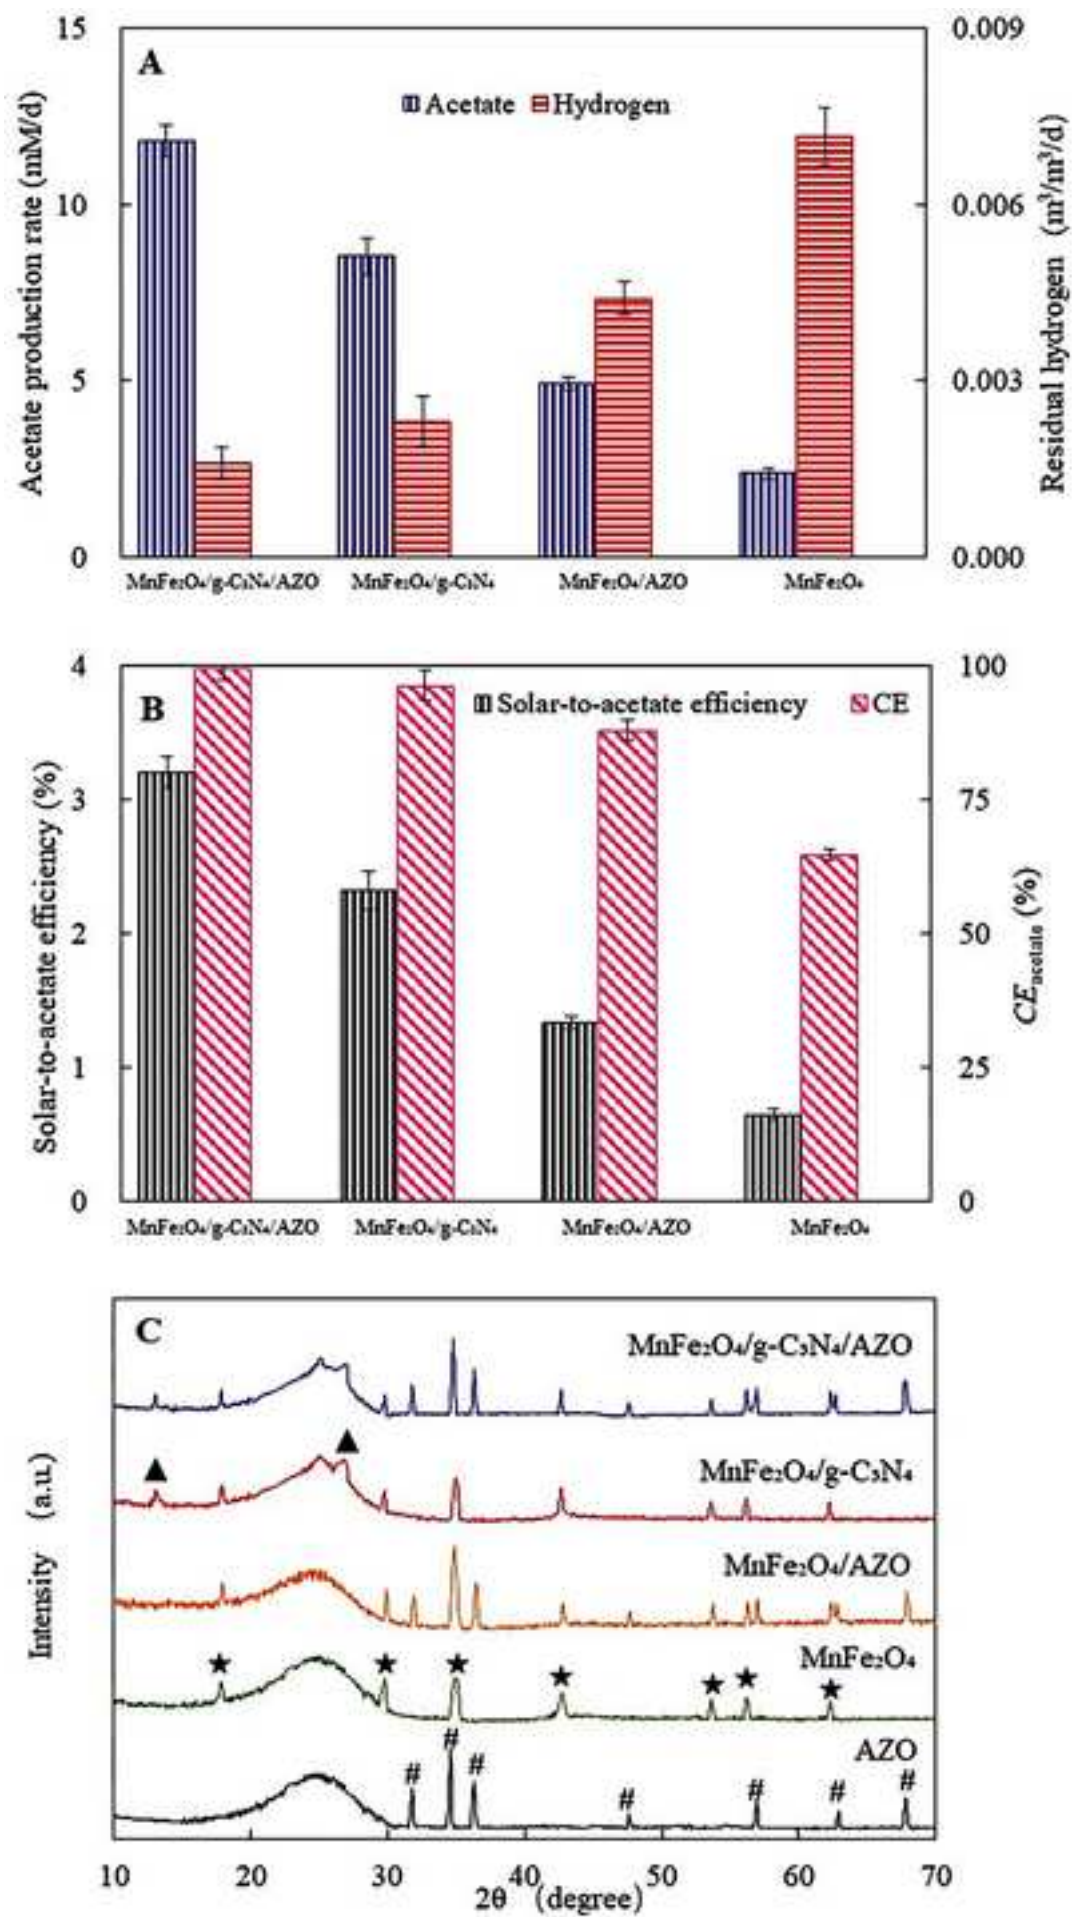 A
Acetate Hydrogen
Acetate production rate (mM/d)
15
10
5
0
Residual hydrogen (m³/m³/d)
0.009
0.006
0.003
0.000
MnFe₂O₄/g-C₃N₄/AZO MnFe₂O₄/g-C₃N₄ MnFe₂O₄/AZO MnFe₂O₄
B
Solar-to-acetate efficiency CE
Solar-to-acetate efficiency (%)
4
3
2
1
0
CEacetate (%)
100
75
50
25
0
MnFe₂O₄/g-C₃N₄/AZO MnFe₂O₄/g-C₃N₄ MnFe₂O₄/AZO MnFe₂O₄
C
MnFe₂O₄/g-C₃N₄/AZO
▲ ▲
MnFe₂O₄/g-C₃N₄
MnFe₂O₄/AZO
MnFe₂O₄
★ ★ ★ ★ ★ ★ ★
AZO
# # # # # # #
Intensity (a.u.)
10 20 30 40 50 60 70
2θ (degree)